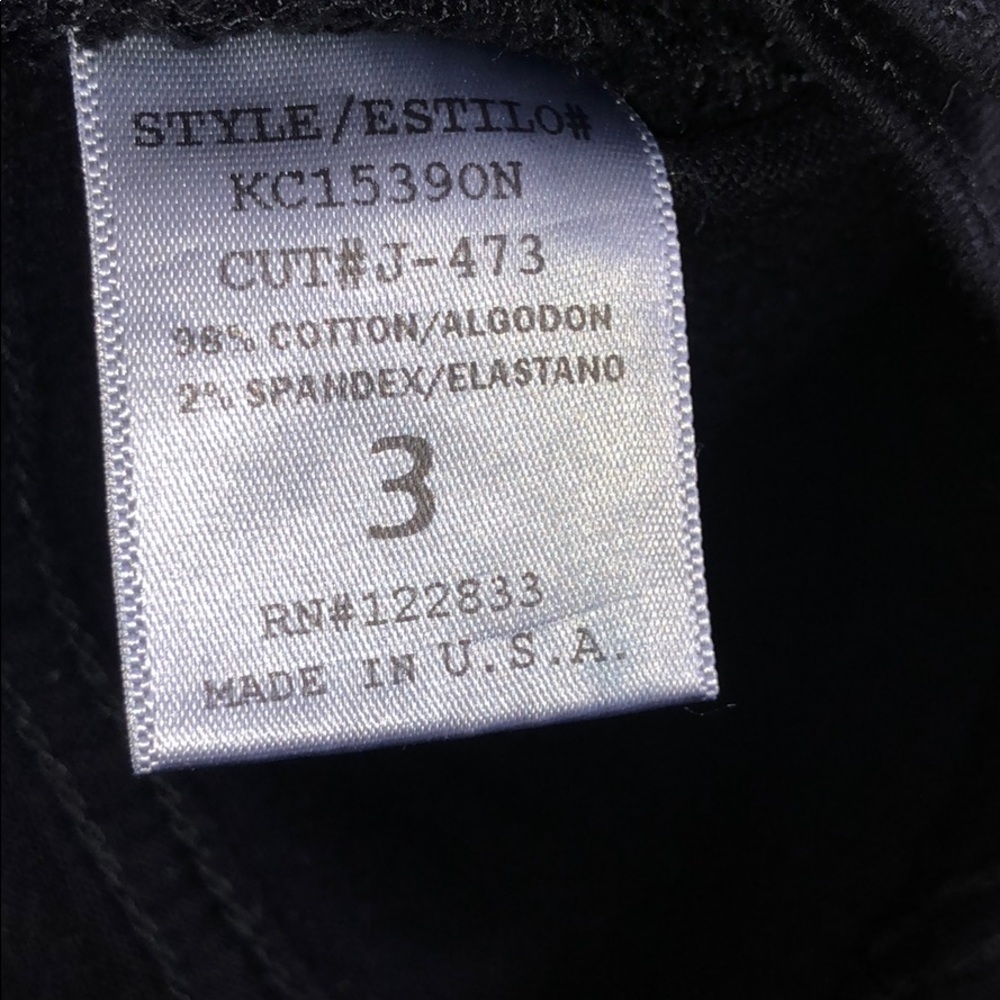 STYLE/ESTILO#
KC15390N
CUT#J-473
98% COTTON/ALGODON
2% SPANDEX/ELASTANO
3
RN#122833
MADE IN U.S.A.